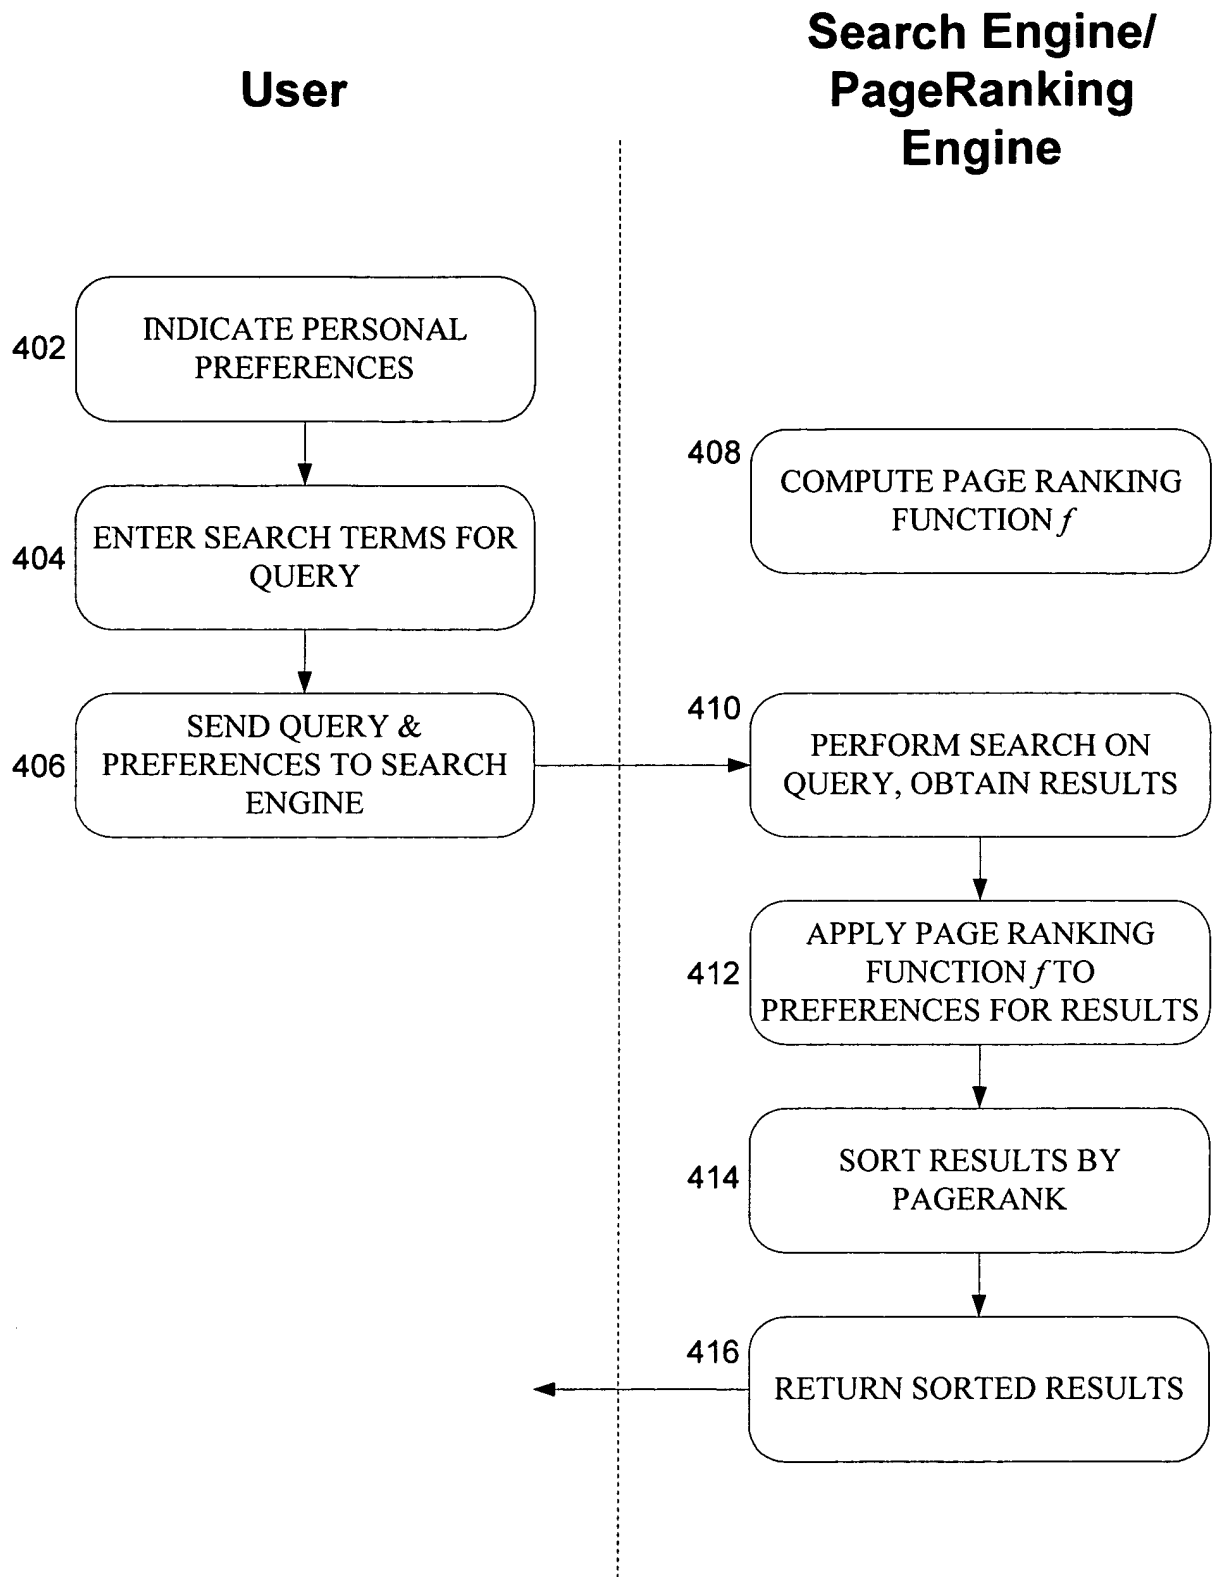 User
Search Engine/
PageRanking
Engine
402
INDICATE PERSONAL
PREFERENCES
404
ENTER SEARCH TERMS FOR
QUERY
406
SEND QUERY &
PREFERENCES TO SEARCH
ENGINE
408
COMPUTE PAGE RANKING
FUNCTION f
410
PERFORM SEARCH ON
QUERY, OBTAIN RESULTS
412
APPLY PAGE RANKING
FUNCTION f TO
PREFERENCES FOR RESULTS
414
SORT RESULTS BY
PAGERANK
416
RETURN SORTED RESULTS